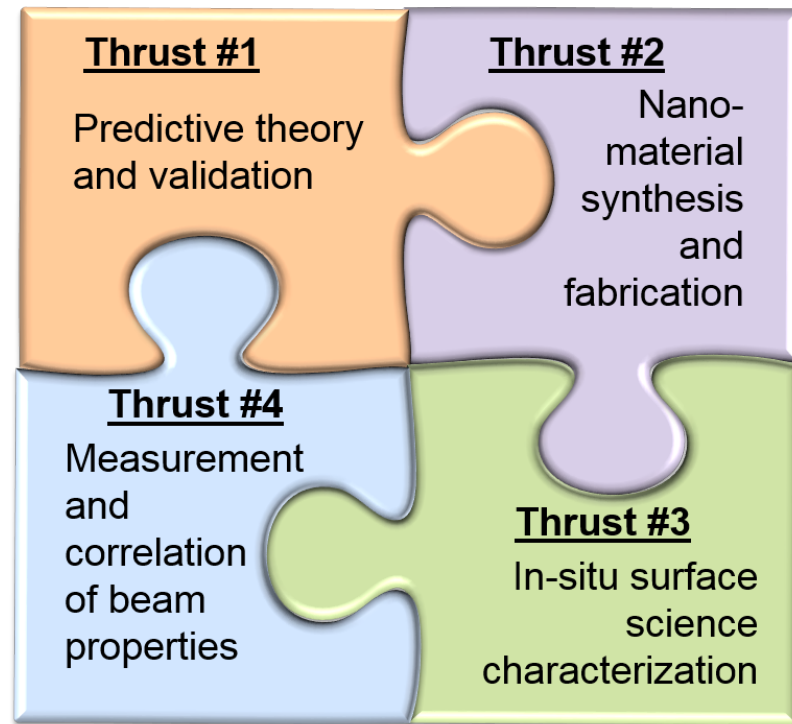 Thrust #1
Predictive theory
and validation
Thrust #2
Nano-
material
synthesis
and
fabrication
Thrust #4
Measurement
and
correlation
of beam
properties
Thrust #3
In-situ surface
science
characterization